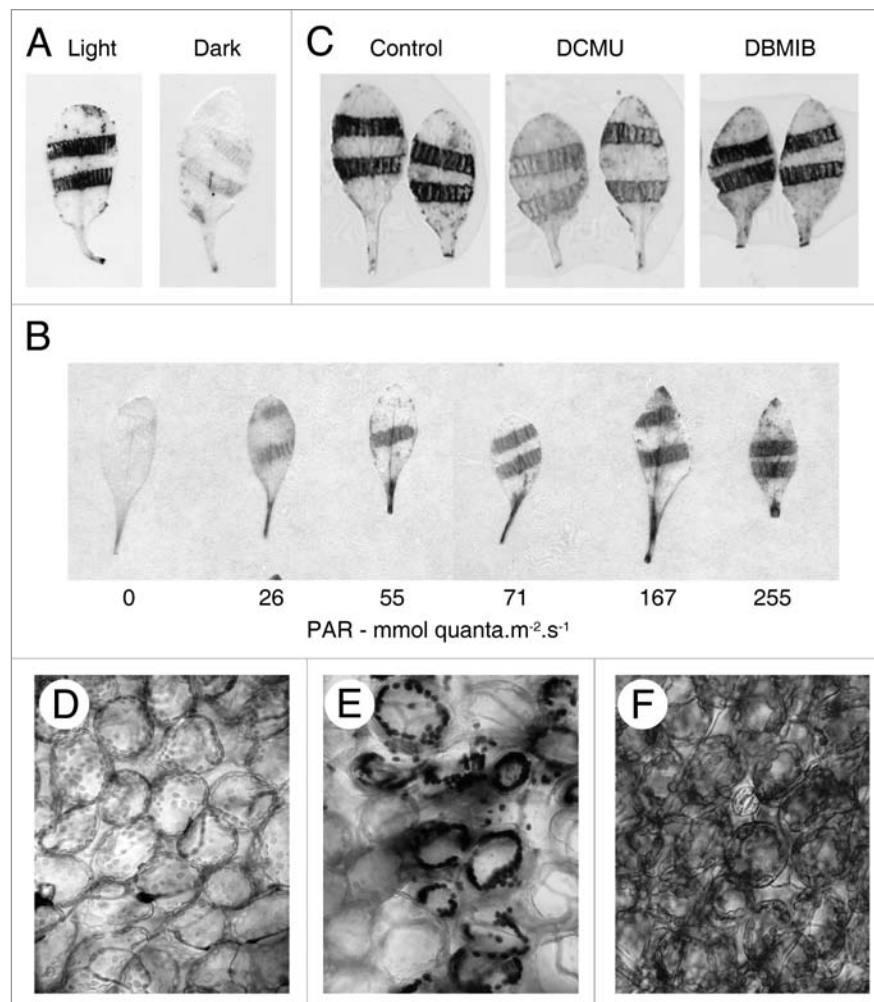 A
Light
Dark
C
Control
DCMU
DBMIB
B
0 26 55 71 167 255
PAR - mmol quanta.m⁻².s⁻¹
D
E
F